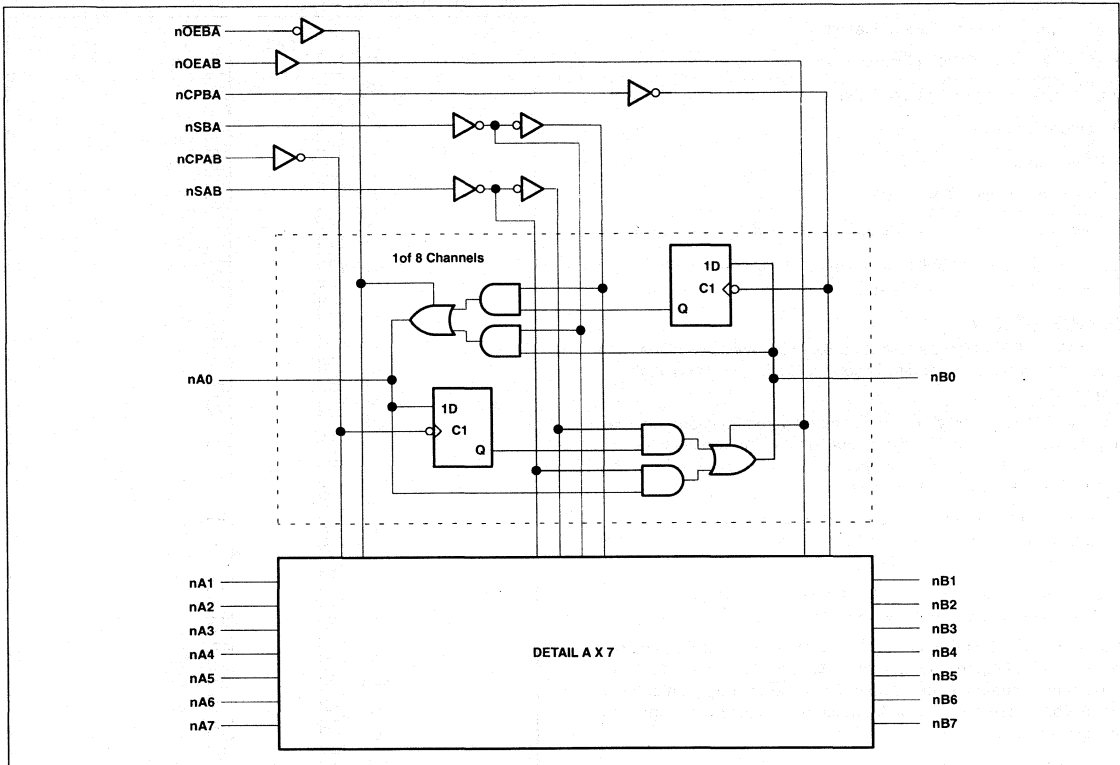 nOEBA
nOEAB
nCPBA
nSBA
nCPAB
nSAB
1of 8 Channels
1D
C1
Q
nA0
nB0
1D
C1
Q
nA1
nA2
nA3
nA4
nA5
nA6
nA7
DETAIL A X 7
nB1
nB2
nB3
nB4
nB5
nB6
nB7